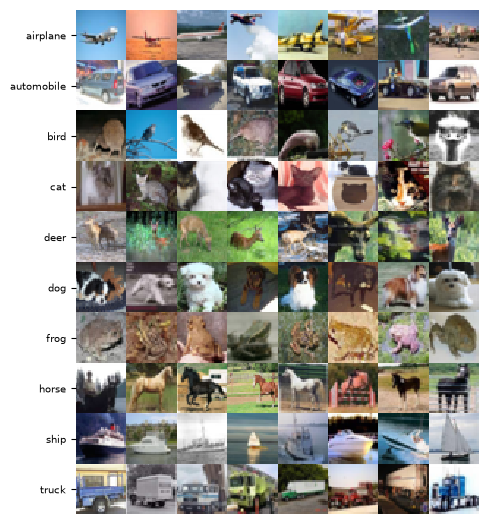 airplane
automobile
bird
cat
deer
dog
frog
horse
ship
truck